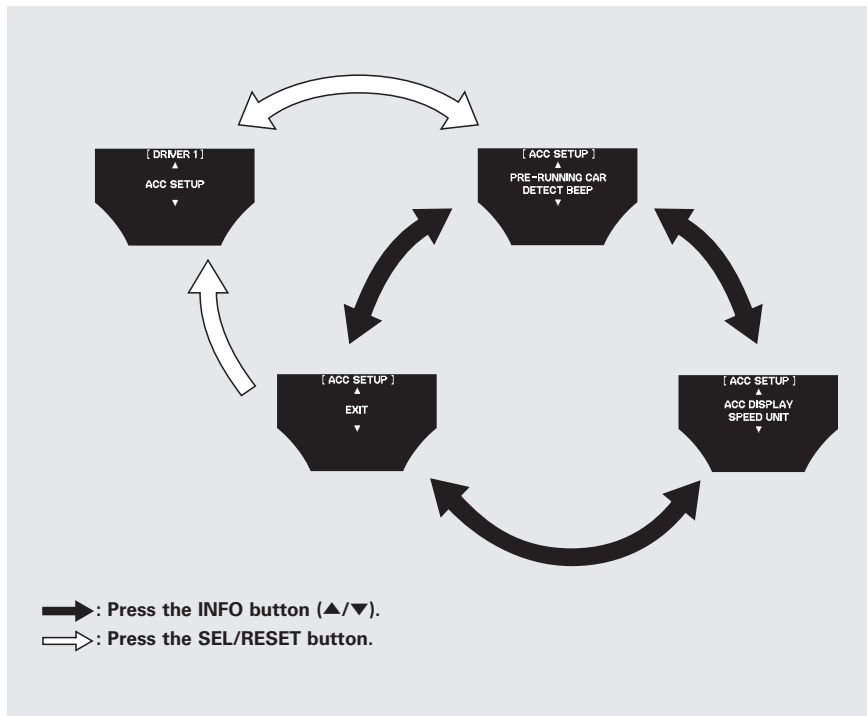 [ DRIVER 1 ]
▲
ACC SETUP
▼
[ ACC SETUP ]
▲
PRE-RUNNING CAR
DETECT BEEP
▼
[ ACC SETUP ]
▲
EXIT
▼
[ ACC SETUP ]
▲
ACC DISPLAY
SPEED UNIT
▼
: Press the INFO button (▲/▼).
: Press the SEL/RESET button.